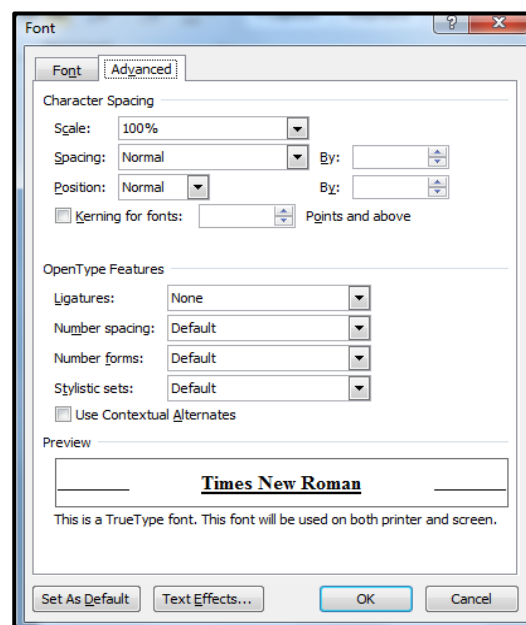 Font
Font Advanced
Character Spacing
Scale: 100%
Spacing: Normal By:
Position: Normal By:
Kerning for fonts: Points and above
OpenType Features
Ligatures: None
Number spacing: Default
Number forms: Default
Stylistic sets: Default
Use Contextual Alternates
Preview
Times New Roman
This is a TrueType font. This font will be used on both printer and screen.
Set As Default Text Effects... OK Cancel